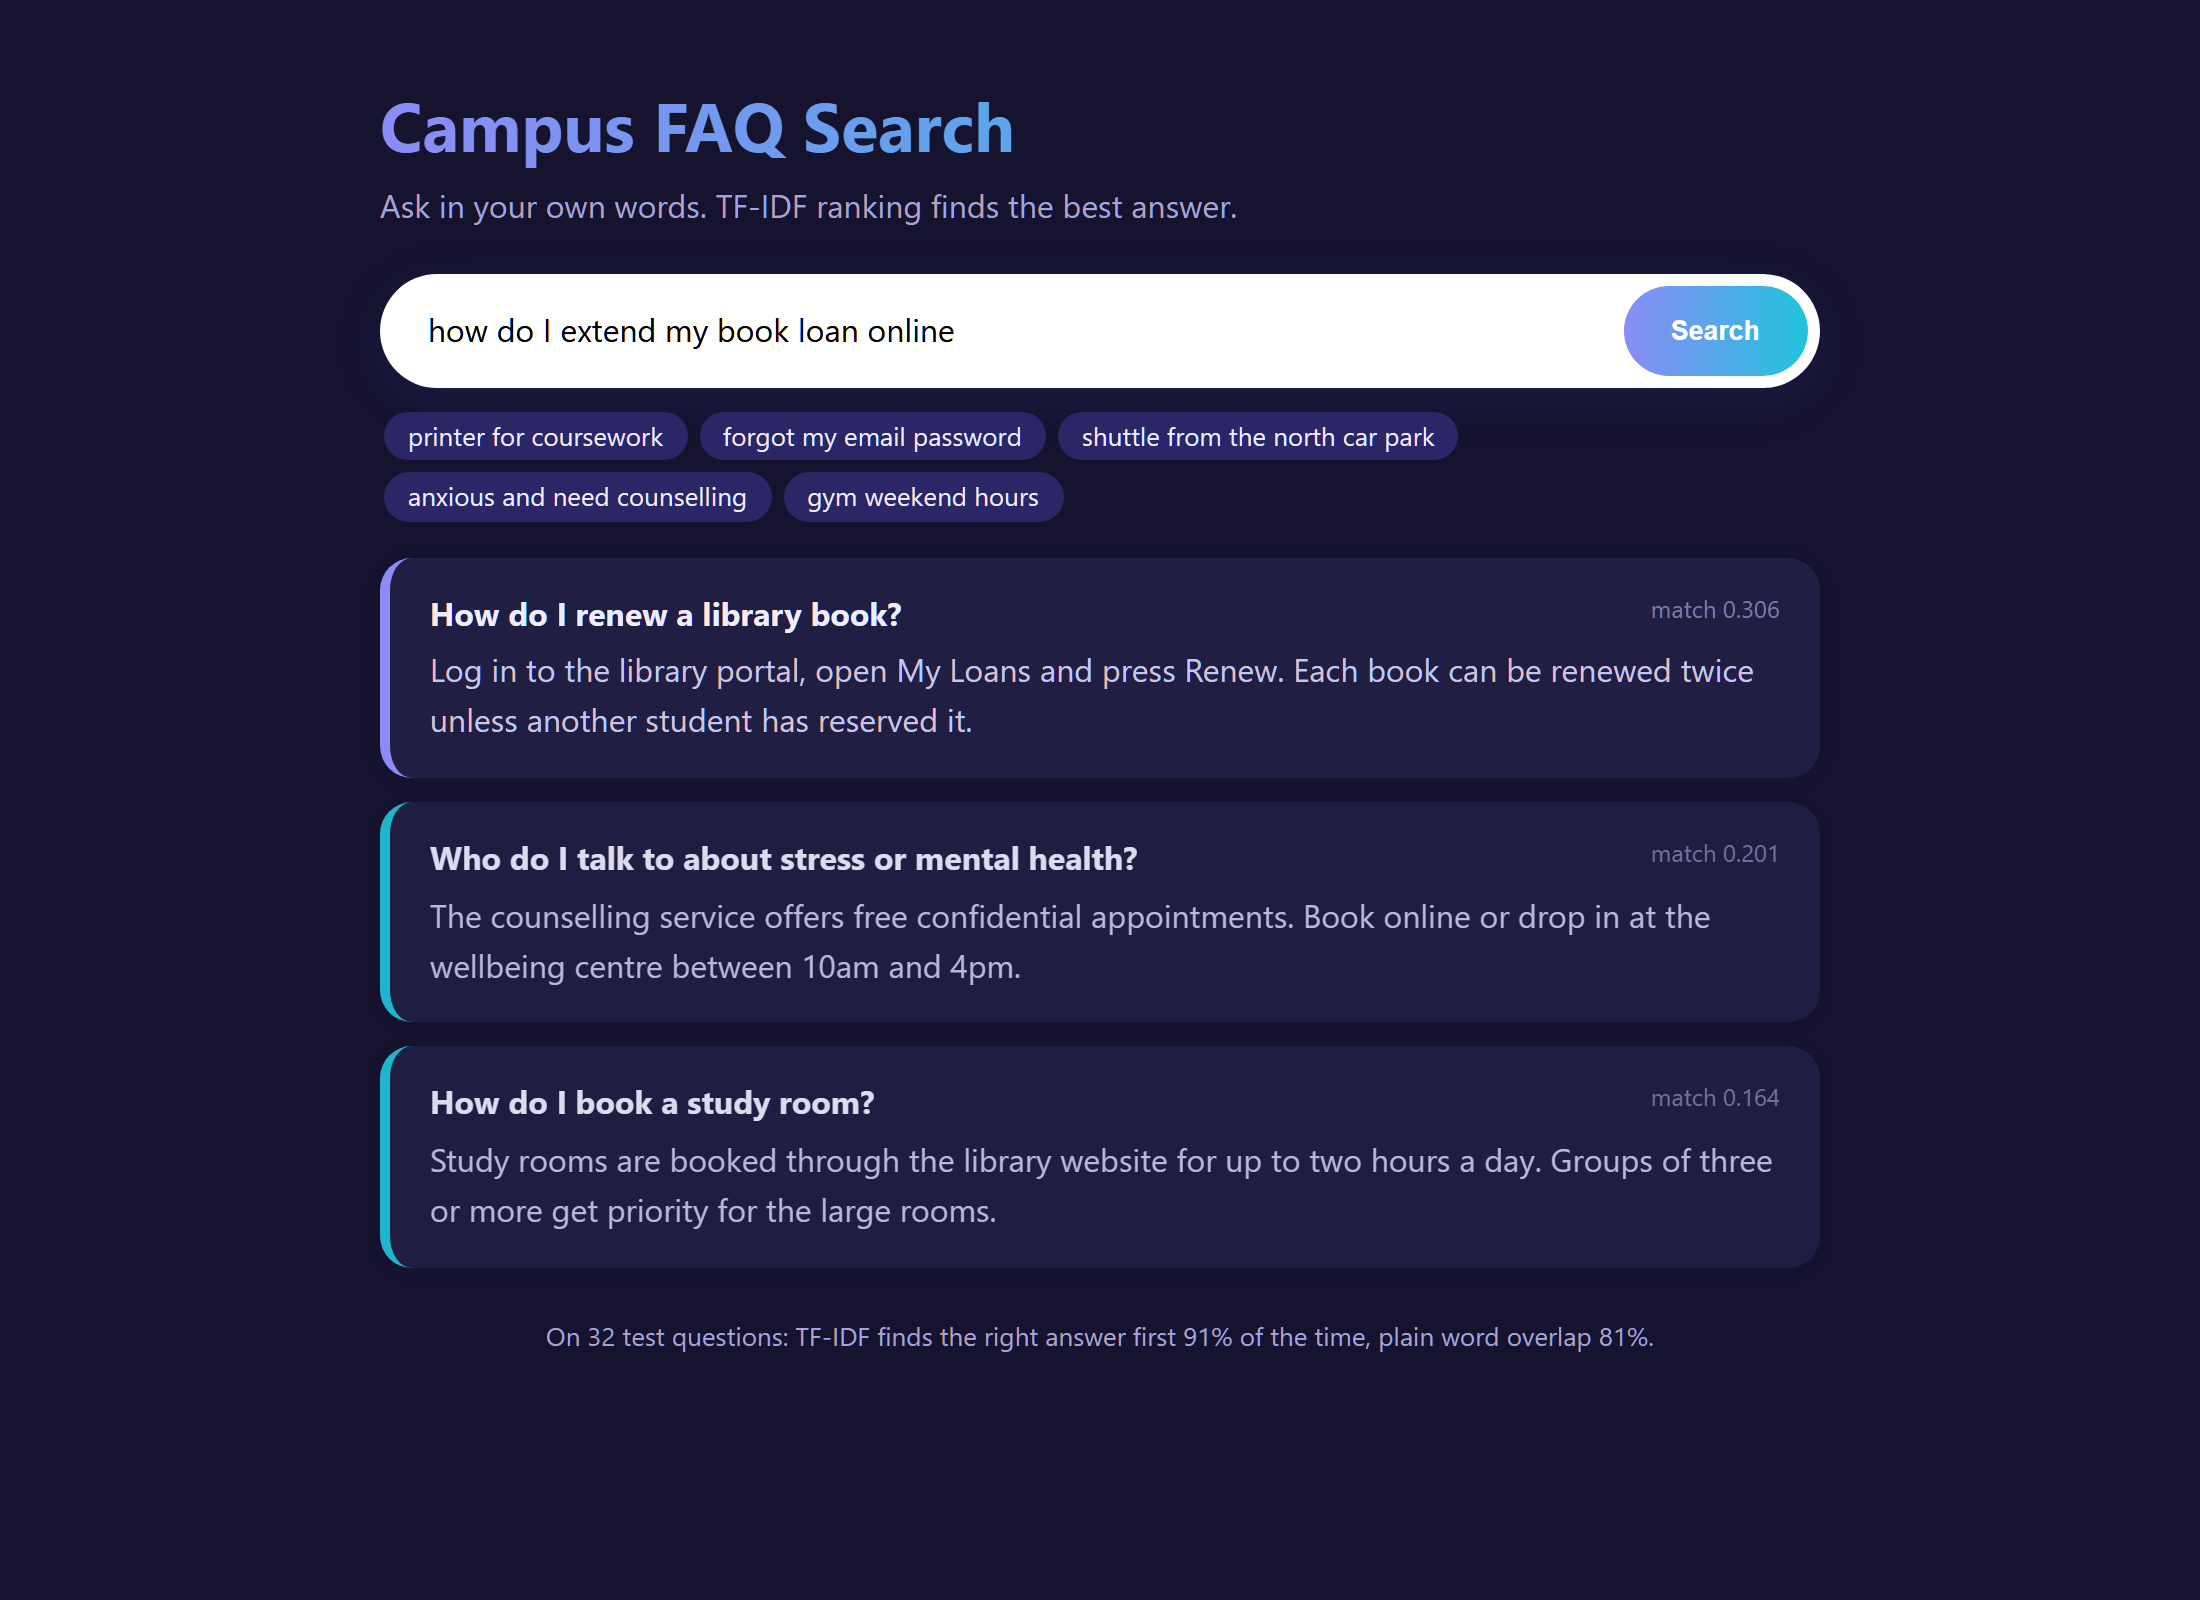 Campus FAQ Search
Ask in your own words. TF-IDF ranking finds the best answer.
how do I extend my book loan online
Search
printer for coursework
forgot my email password
shuttle from the north car park
anxious and need counselling
gym weekend hours
How do I renew a library book?
match 0.306
Log in to the library portal, open My Loans and press Renew. Each book can be renewed twice
unless another student has reserved it.
Who do I talk to about stress or mental health?
match 0.201
The counselling service offers free confidential appointments. Book online or drop in at the
wellbeing centre between 10am and 4pm.
How do I book a study room?
match 0.164
Study rooms are booked through the library website for up to two hours a day. Groups of three
or more get priority for the large rooms.
On 32 test questions: TF-IDF finds the right answer first 91% of the time, plain word overlap 81%.